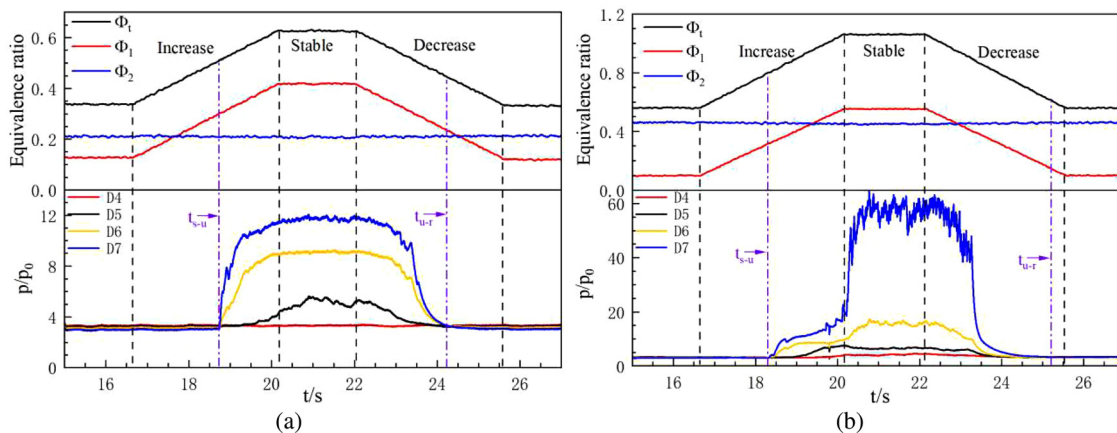 Equivalence ratio
0.6
0.4
0.2
0.0
Φt
Φ1
Φ2
Increase
Stable
Decrease
p/p0
12
8
4
0
D4
D5
D6
D7
ts-u
tu-r
16 18 20 22 24 26
t/s
(a)
Equivalence ratio
1.2
0.8
0.4
0.0
Φt
Φ1
Φ2
Increase
Stable
Decrease
p/p0
60
40
20
0
D4
D5
D6
D7
ts-u
tu-r
16 18 20 22 24 26
t/s
(b)